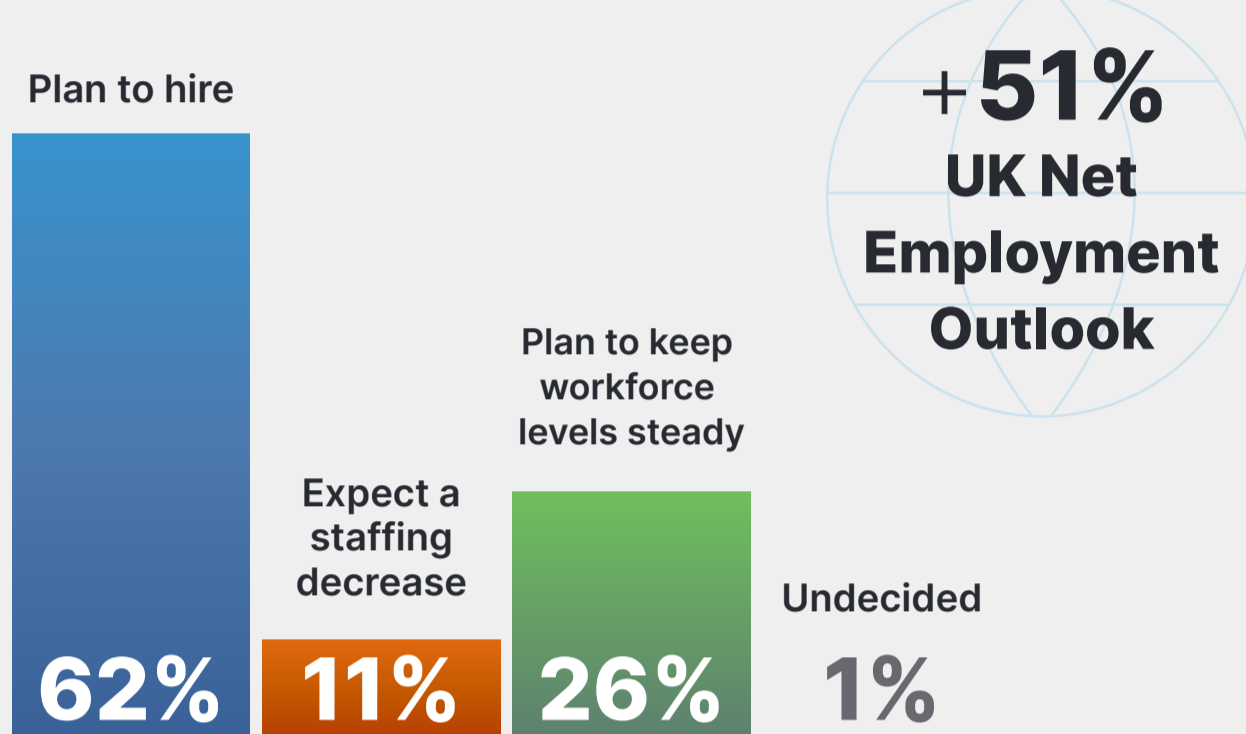 Plan to hire
62%
Expect a
staffing
decrease
11%
Plan to keep
workforce
levels steady
26%
Undecided
1%
+51%
UK Net
Employment
Outlook